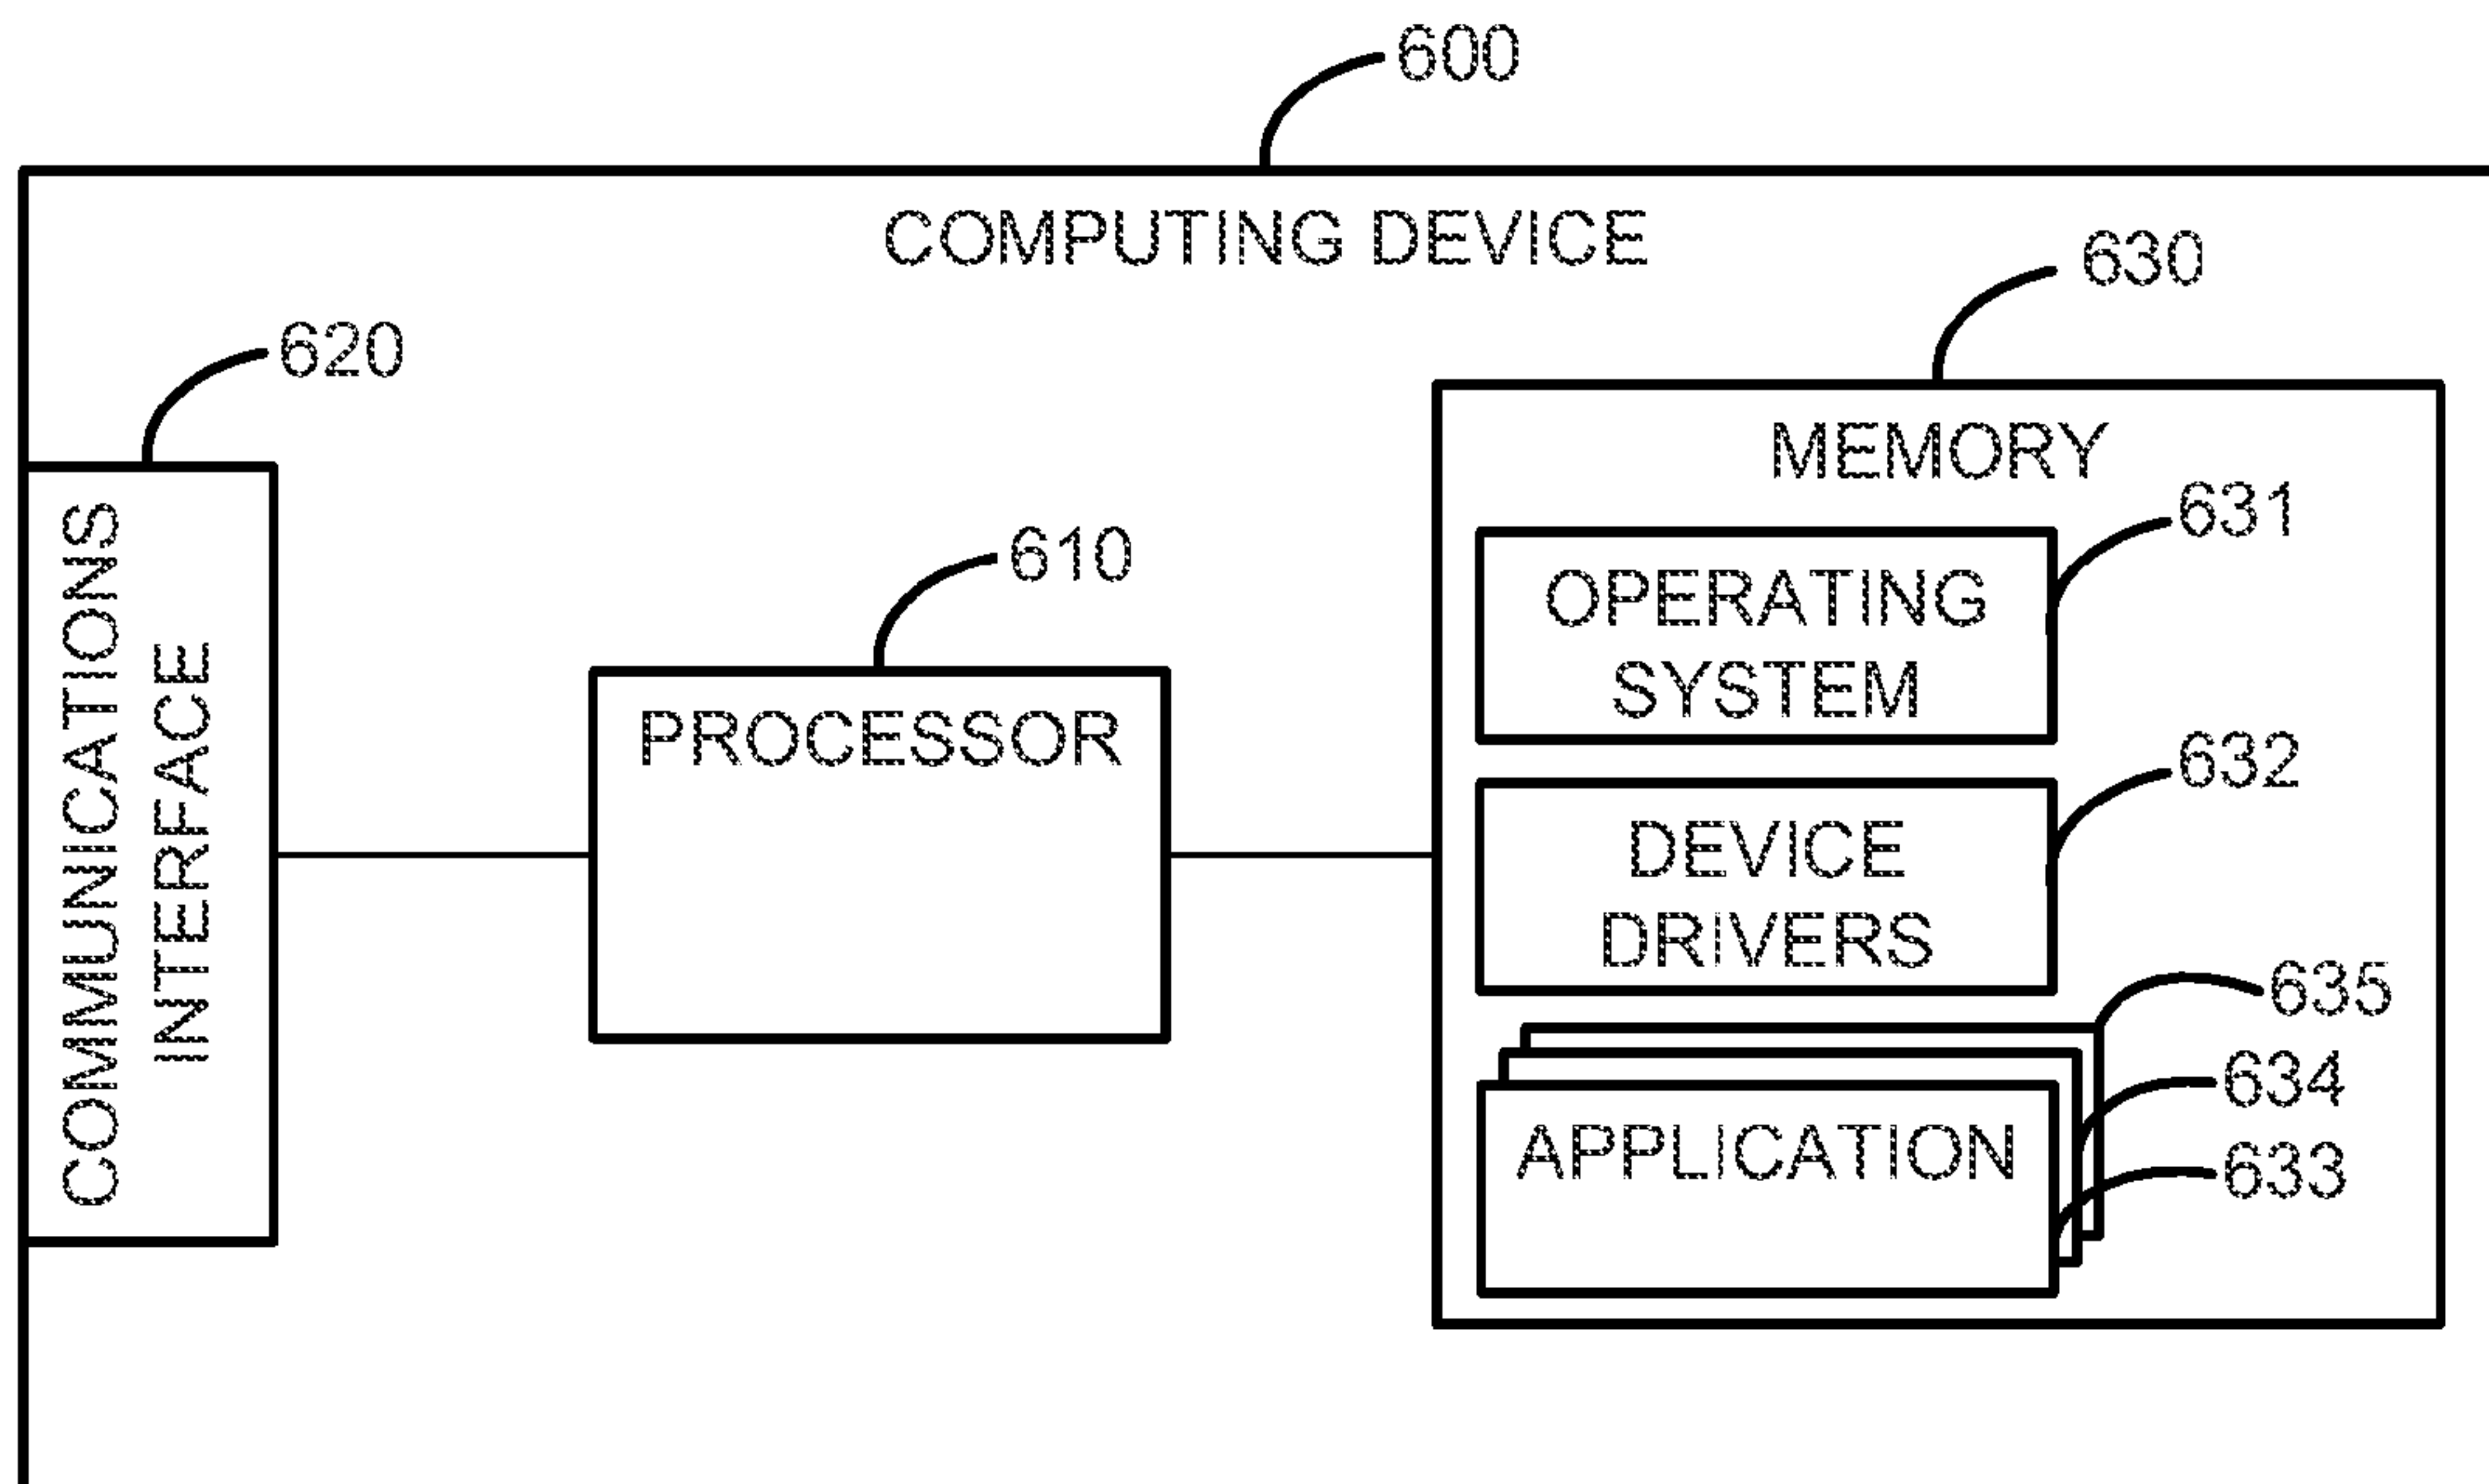 600
COMPUTING DEVICE
630
620
MEMORY
631
610
OPERATING
SYSTEM
COMMUNICATIONS
INTERFACE
PROCESSOR
632
DEVICE
DRIVERS
635
634
APPLICATION
633